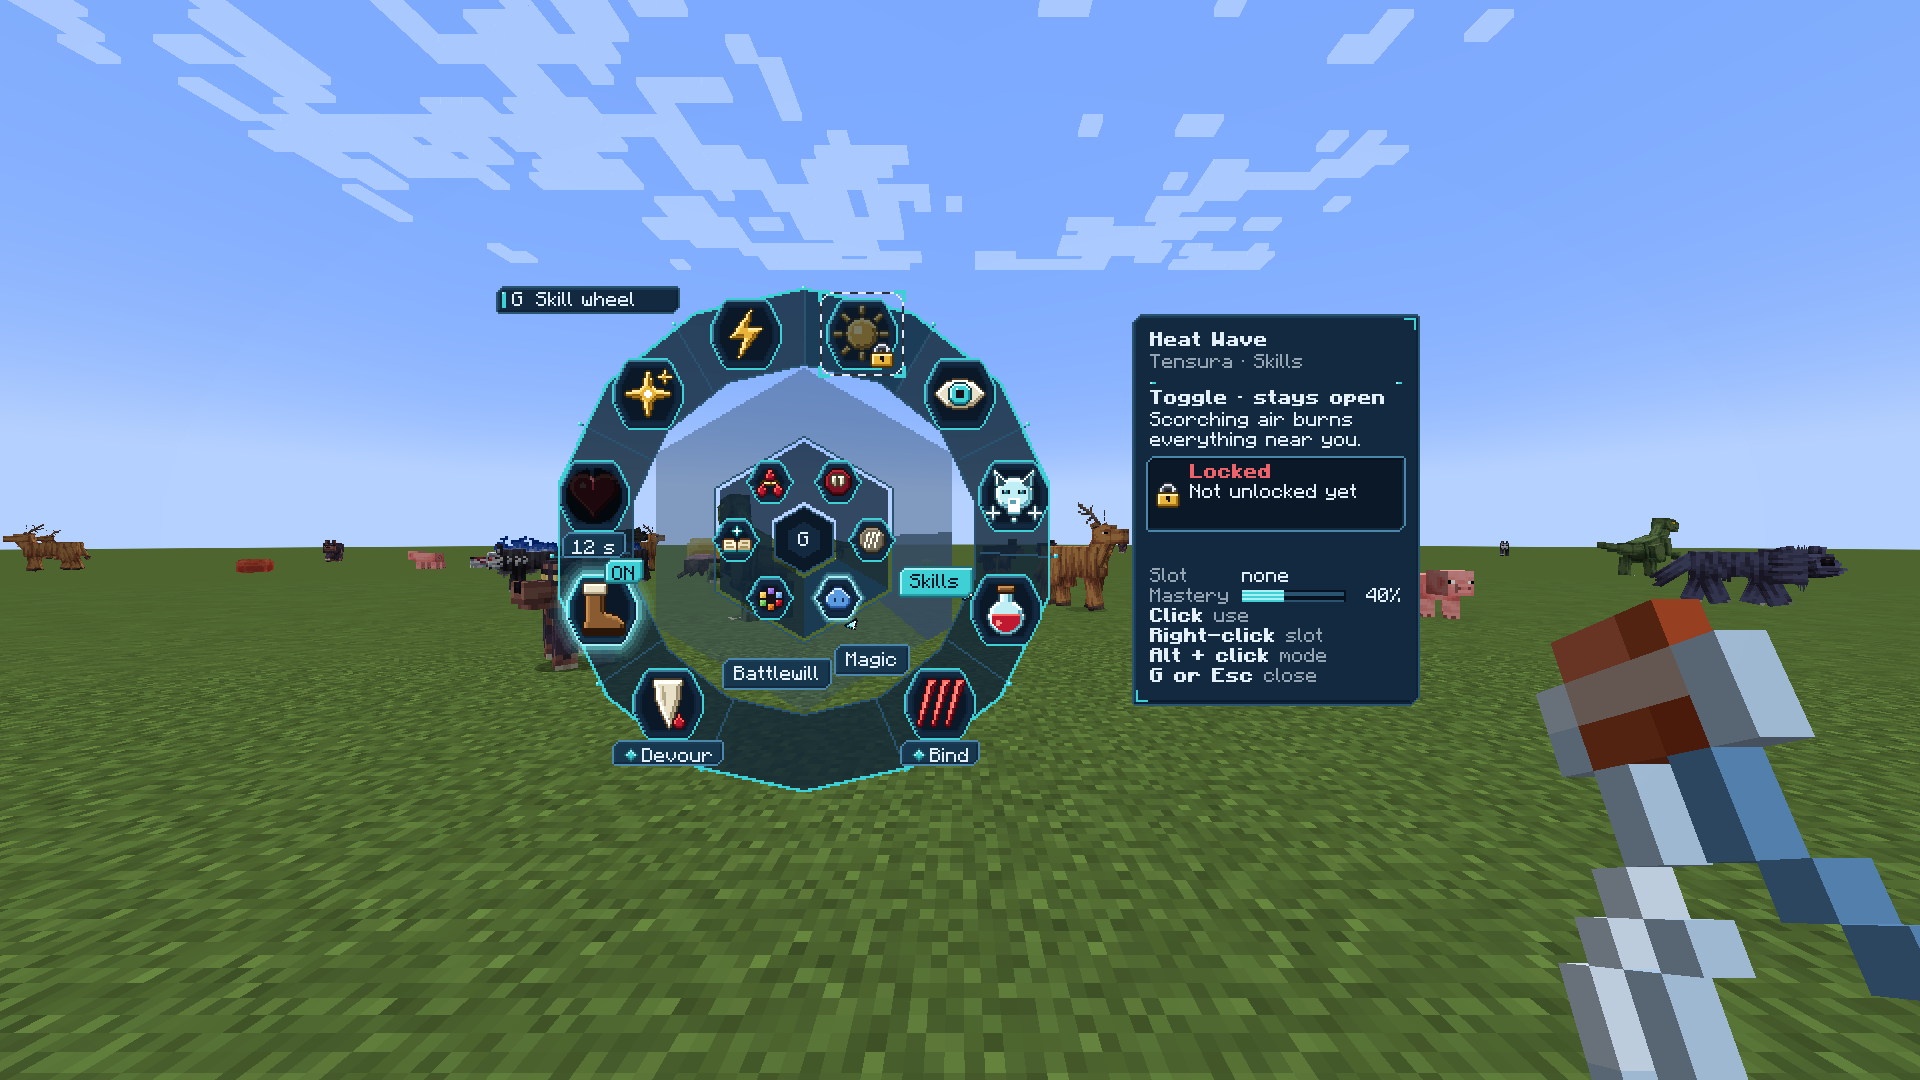 G Skill wheel
12 s
ON
G
Skills
Battlewill
Magic
Devour
Bind
Heat Wave
Tensura · Skills
Toggle · stays open
Scorching air burns
everything near you.
Locked
Not unlocked yet
Slot none
Mastery 40%
Click use
Right-click slot
Alt + click mode
G or Esc close